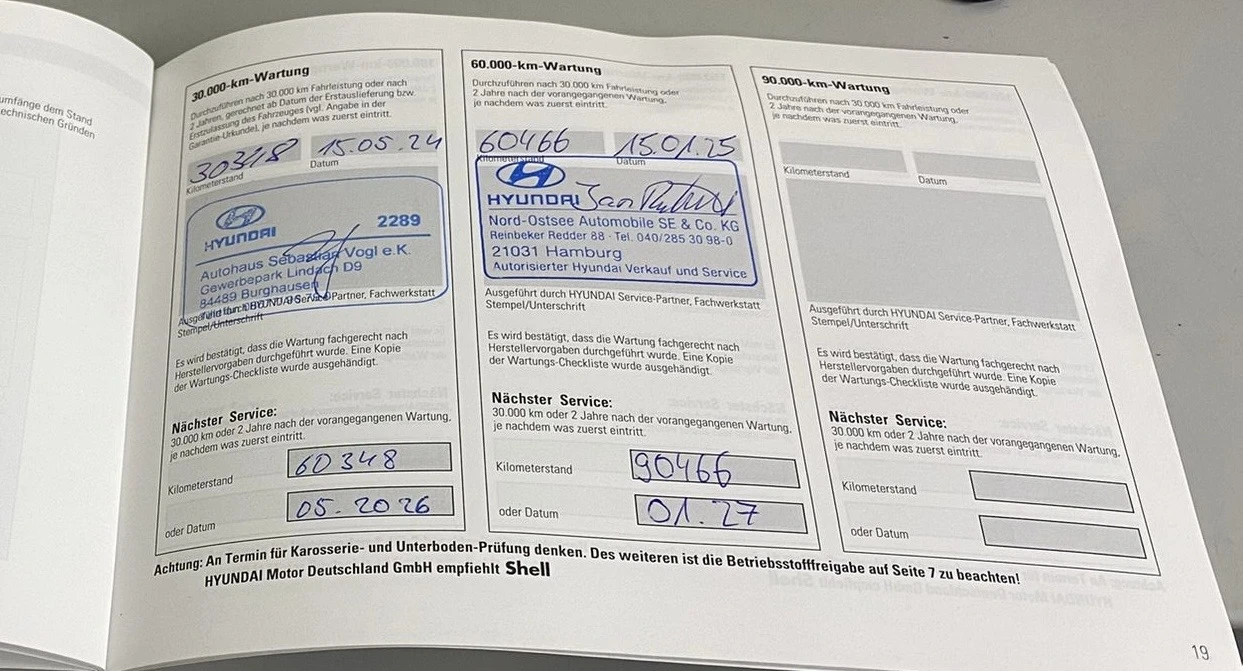 umfänge dem Stand
echnischen Gründen
30.000-km-Wartung
Durchzuführen nach 30.000 km Fahrleistung oder nach
2 Jahren, gerechnet ab Datum der Erstauslieferung bzw.
Erstzulassung des Fahrzeuges (vgl. Angabe in der
Garantie-Urkunde), je nachdem was zuerst eintritt.
30348 15.05.24
Kilometerstand Datum
HYUNDAI 2289
Autohaus Sebastian Vogl e.K.
Gewerbepark Lindach D9
84489 Burghausen
Ausgeführt durch HYUNDAI Service-Partner, Fachwerkstatt
Stempel/Unterschrift
Es wird bestätigt, dass die Wartung fachgerecht nach
Herstellervorgaben durchgeführt wurde. Eine Kopie
der Wartungs-Checkliste wurde ausgehändigt.
Nächster Service:
30.000 km oder 2 Jahre nach der vorangegangenen Wartung,
je nachdem was zuerst eintritt.
Kilometerstand 60348
oder Datum 05.2026
60.000-km-Wartung
Durchzuführen nach 30.000 km Fahrleistung oder
2 Jahre nach der vorangegangenen Wartung,
je nachdem was zuerst eintritt.
60466 15.01.25
Kilometerstand Datum
HYUNDAI
Nord-Ostsee Automobile SE & Co. KG
Reinbeker Redder 88 · Tel. 040/285 30 98-0
21031 Hamburg
Autorisierter Hyundai Verkauf und Service
Ausgeführt durch HYUNDAI Service-Partner, Fachwerkstatt
Stempel/Unterschrift
Es wird bestätigt, dass die Wartung fachgerecht nach
Herstellervorgaben durchgeführt wurde. Eine Kopie
der Wartungs-Checkliste wurde ausgehändigt.
Nächster Service:
30.000 km oder 2 Jahre nach der vorangegangenen Wartung,
je nachdem was zuerst eintritt.
Kilometerstand 90466
oder Datum 01.27
90.000-km-Wartung
Durchzuführen nach 30.000 km Fahrleistung oder
2 Jahre nach der vorangegangenen Wartung,
je nachdem was zuerst eintritt.
Kilometerstand Datum
Ausgeführt durch HYUNDAI Service-Partner, Fachwerkstatt
Stempel/Unterschrift
Es wird bestätigt, dass die Wartung fachgerecht nach
Herstellervorgaben durchgeführt wurde. Eine Kopie
der Wartungs-Checkliste wurde ausgehändigt.
Nächster Service:
30.000 km oder 2 Jahre nach der vorangegangenen Wartung,
je nachdem was zuerst eintritt.
Kilometerstand
oder Datum
Achtung: An Termin für Karosserie- und Unterboden-Prüfung denken. Des weiteren ist die Betriebsstofffreigabe auf Seite 7 zu beachten!
HYUNDAI Motor Deutschland GmbH empfiehlt Shell
19